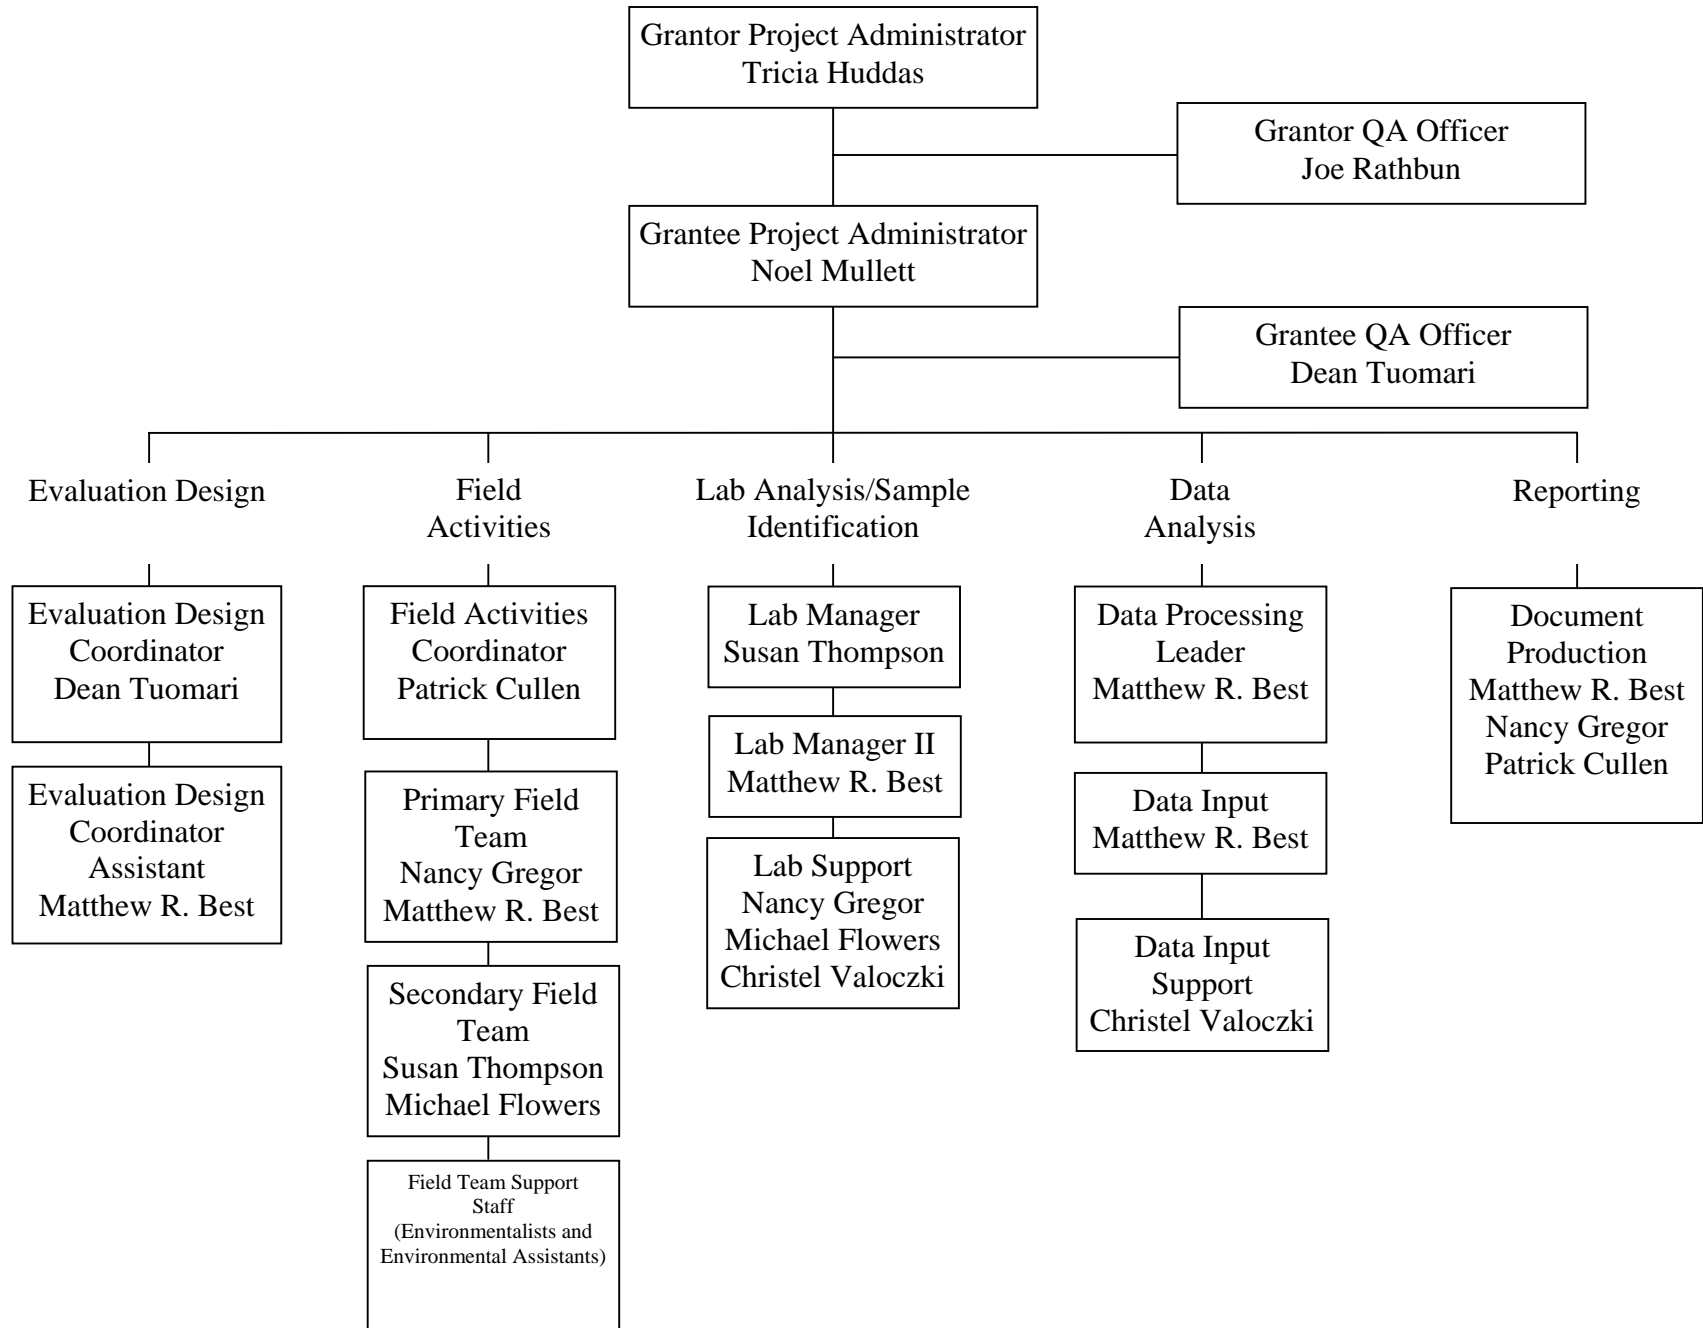 Grantor Project Administrator
Tricia Huddas
Grantor QA Officer
Joe Rathbun
Grantee Project Administrator
Noel Mullett
Grantee QA Officer
Dean Tuomari
Evaluation Design
Field
Activities
Lab Analysis/Sample
Identification
Data
Analysis
Reporting
Evaluation Design
Coordinator
Dean Tuomari
Evaluation Design
Coordinator
Assistant
Matthew R. Best
Field Activities
Coordinator
Patrick Cullen
Primary Field
Team
Nancy Gregor
Matthew R. Best
Secondary Field
Team
Susan Thompson
Michael Flowers
Field Team Support
Staff
(Environmentalists and
Environmental Assistants)
Lab Manager
Susan Thompson
Lab Manager II
Matthew R. Best
Lab Support
Nancy Gregor
Michael Flowers
Christel Valoczki
Data Processing
Leader
Matthew R. Best
Data Input
Matthew R. Best
Data Input
Support
Christel Valoczki
Document
Production
Matthew R. Best
Nancy Gregor
Patrick Cullen